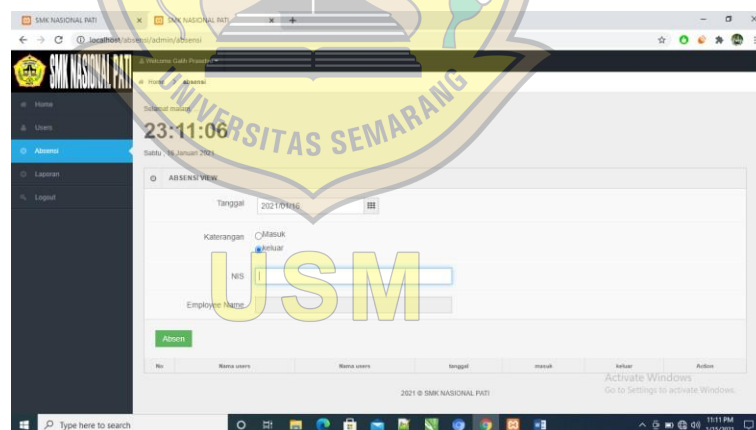 SMK NASIONAL PATI
SMK NASIONAL PATI
localhost/absensi/admin/absensi
SMK NASIONAL PATI
Welcome Galih
Home > absensi
Home
Users
Absensi
Laporan
Logout
Selamat malam
23:11:06
Sabtu, Januari 2021
UNIVERSITAS SEMARANG
ABSENSI VIEW
Tanggal 2021/01/16
Katerangan Masuk
keluar
NIS
Employee Name
USM
Absen
No Nama users Nama users tanggal masuk keluar Action
Activate Windows
Go to Settings to activate Windows.
2021 © SMK NASIONAL PATI
Type here to search
11:11 PM